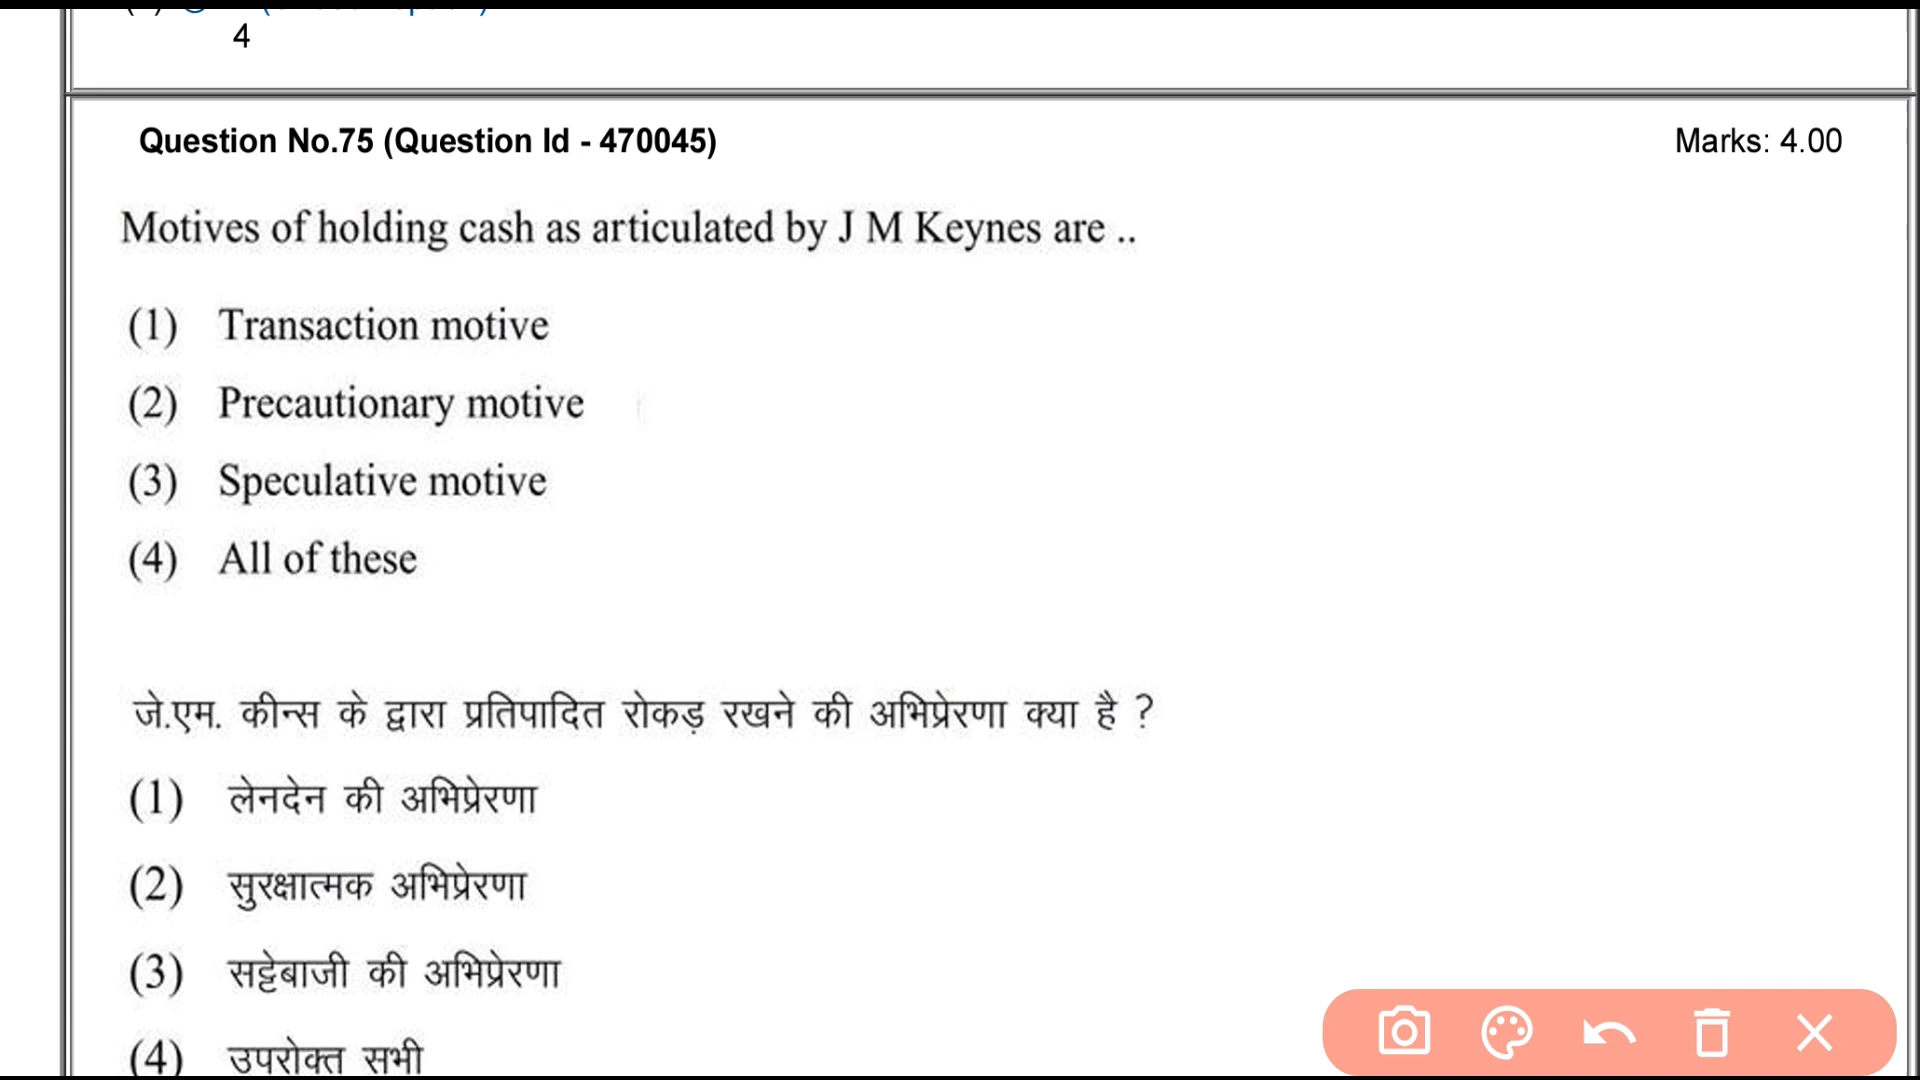 4
Question No.75 (Question Id - 470045)
Marks: 4.00
Motives of holding cash as articulated by J M Keynes are ..
(1) Transaction motive
(2) Precautionary motive
(3) Speculative motive
(4) All of these
जे.एम. कीन्स के द्वारा प्रतिपादित रोकड़ रखने की अभिप्रेरणा क्या है ?
(1) लेनदेन की अभिप्रेरणा
(2) सुरक्षात्मक अभिप्रेरणा
(3) सट्टेबाजी की अभिप्रेरणा
(4) उपरोक्त सभी